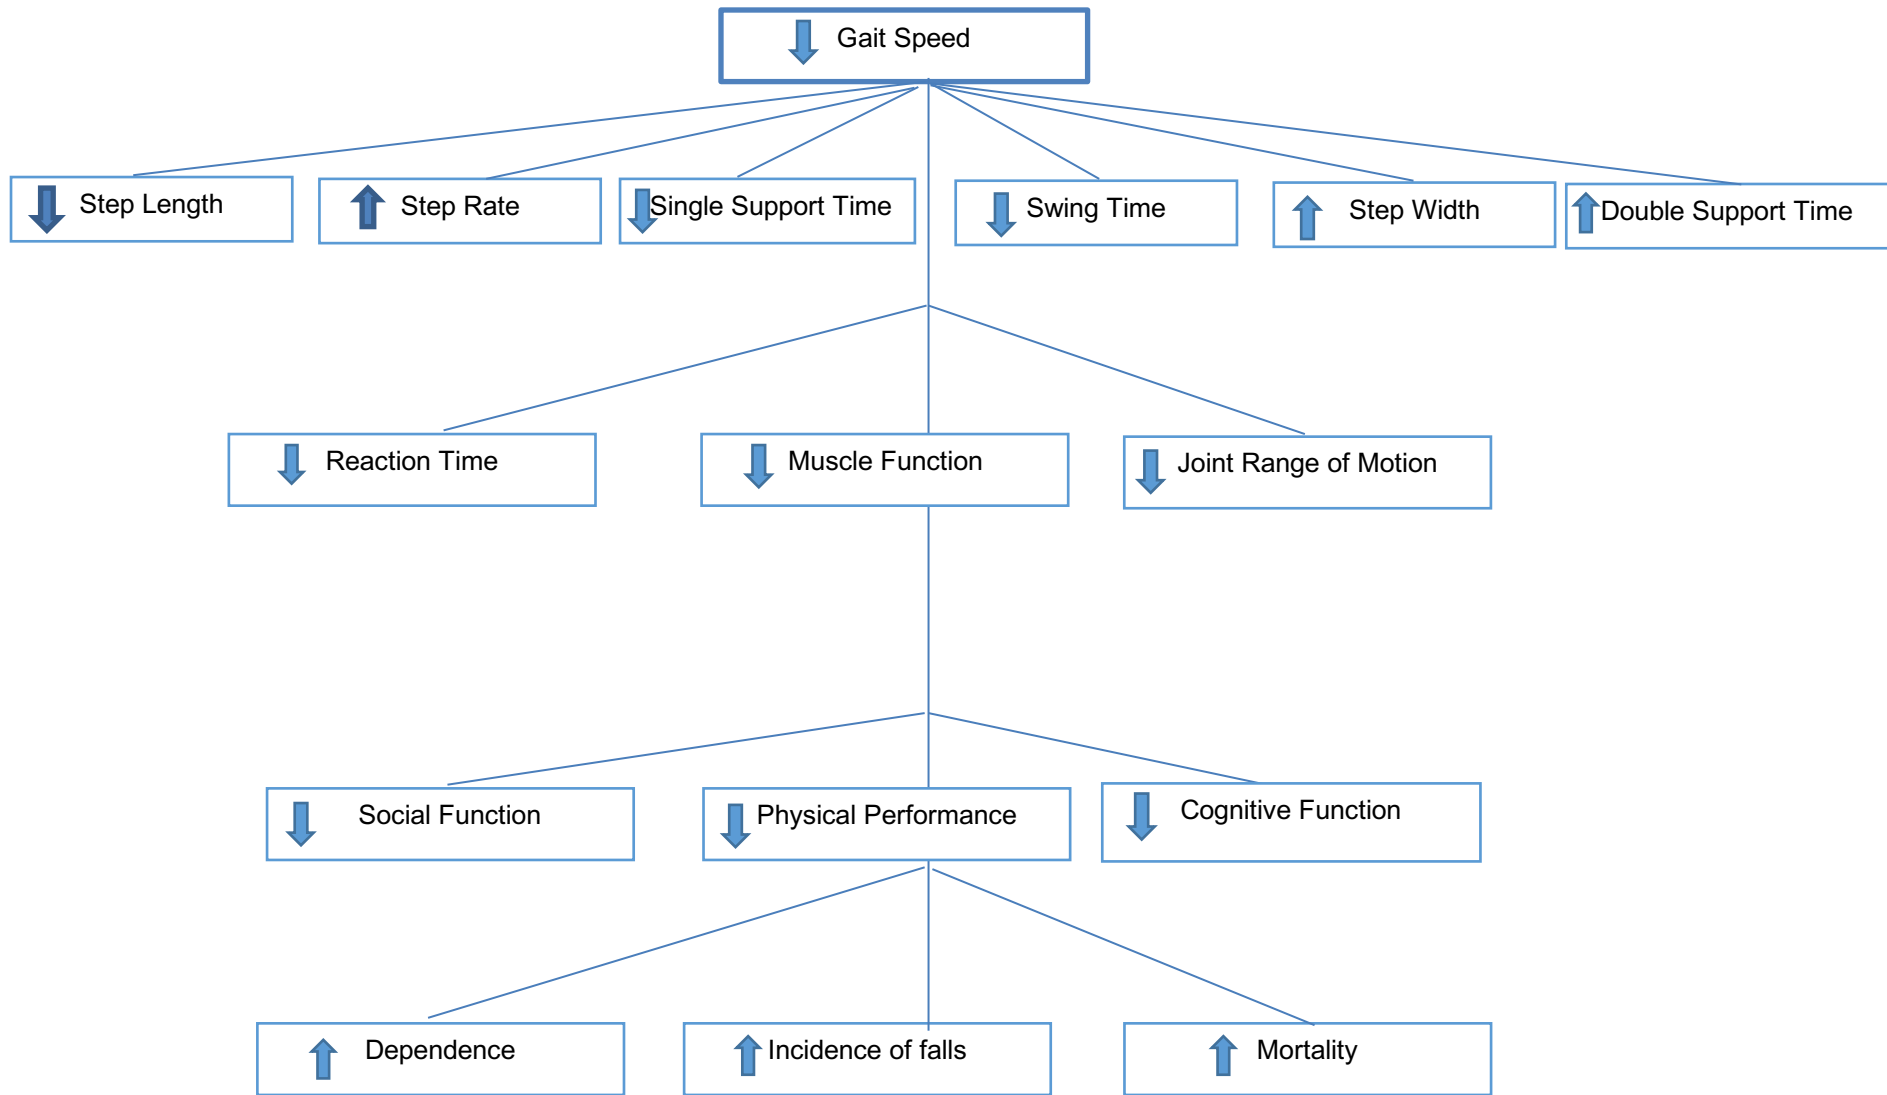 Gait Speed
Step Length
Step Rate
Single Support Time
Swing Time
Step Width
Double Support Time
Reaction Time
Muscle Function
Joint Range of Motion
Social Function
Physical Performance
Cognitive Function
Dependence
Incidence of falls
Mortality